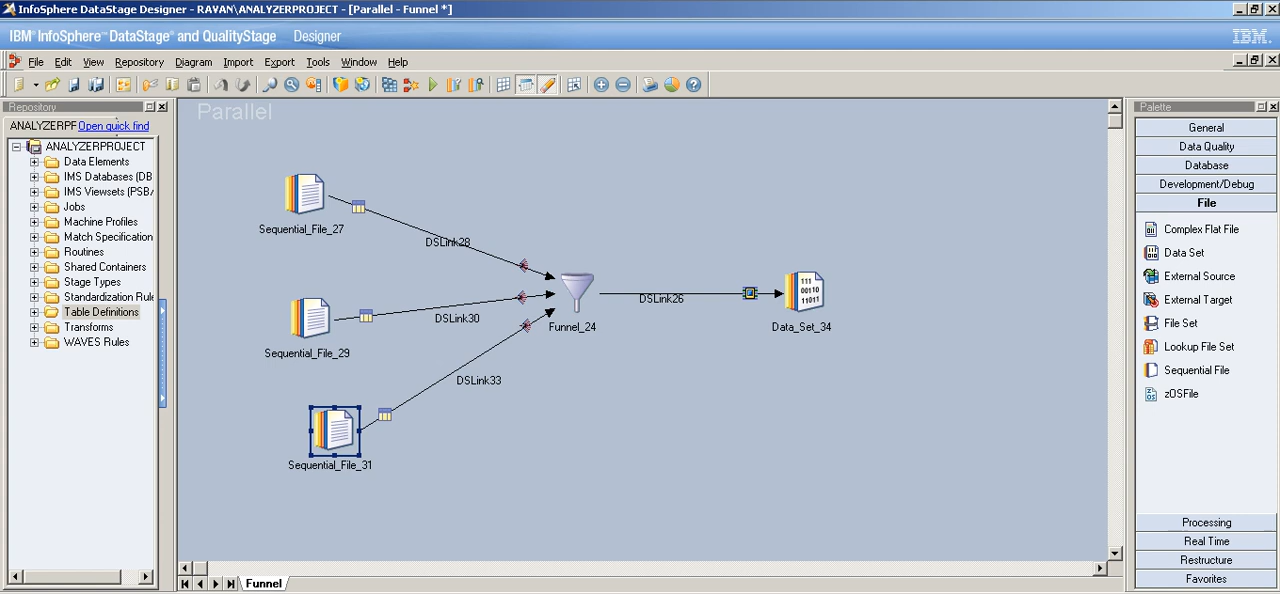 InfoSphere DataStage Designer - RAVAN\ANALYZERPROJECT - [Parallel - Funnel *]
IBM® InfoSphere™ DataStage® and QualityStage Designer
IBM.
File Edit View Repository Diagram Import Export Tools Window Help
Repository
ANALYZERPF Open quick find
ANALYZERPROJECT
Data Elements
IMS Databases (DB
IMS Viewsets (PSB/
Jobs
Machine Profiles
Match Specification
Routines
Shared Containers
Stage Types
Standardization Rule
Table Definitions
Transforms
WAVES Rules
Parallel
Sequential_File_27
DSLink28
Sequential_File_29
DSLink30
Sequential_File_31
DSLink33
Funnel_24
DSLink26
111
00110
11011
Data_Set_34
Funnel
Palette
General
Data Quality
Database
Development/Debug
File
Complex Flat File
Data Set
External Source
External Target
File Set
Lookup File Set
Sequential File
zOSFile
Processing
Real Time
Restructure
Favorites